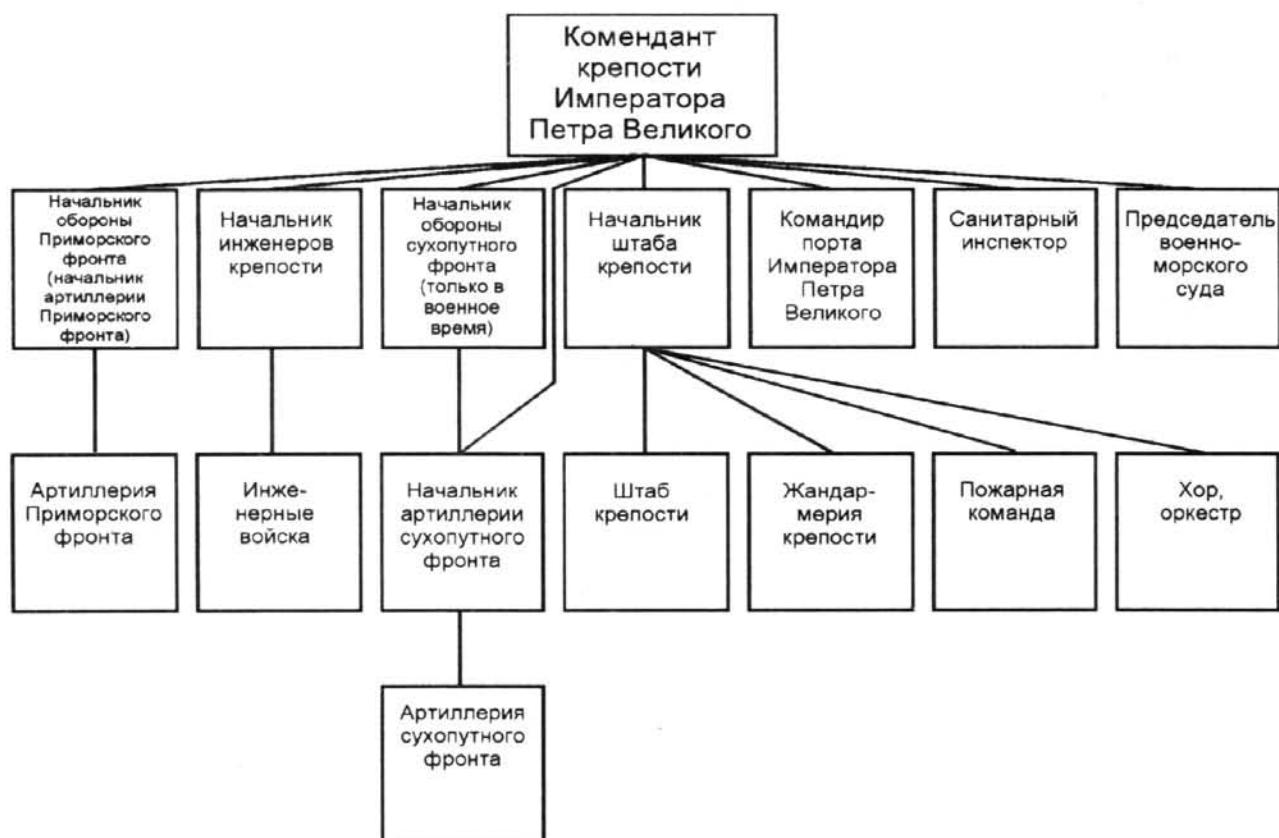 Комендант
крепости
Императора
Петра Великого
Начальник
обороны
Приморского
фронта
(начальник
артиллерии
Приморского
фронта)
Начальник
инженеров
крепости
Начальник
обороны
сухопутного
фронта
(только в
военное
время)
Начальник
штаба
крепости
Командир
порта
Императора
Петра
Великого
Санитарный
инспектор
Председатель
военно-
морского
суда
Артиллерия
Приморского
фронта
Инже-
нерные
войска
Начальник
артиллерии
сухопутного
фронта
Штаб
крепости
Жандар-
мерия
крепости
Пожарная
команда
Хор,
оркестр
Артиллерия
сухопутного
фронта